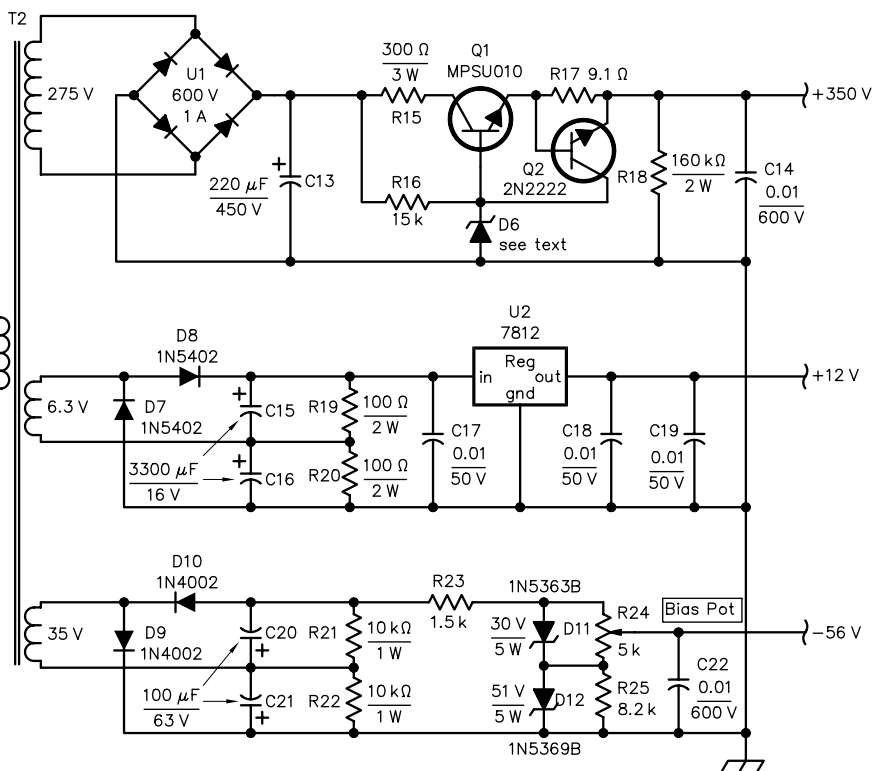 T2
275 V
U1
600 V
1 A
300 Ω
3 W
R15
Q1
MPSU010
R17 9.1 Ω
+350 V
220 µF
450 V
+
C13
R16
15 k
Q2
2N2222
D6
see text
R18
160 kΩ
2 W
C14
0.01
600 V
6.3 V
D8
1N5402
D7
1N5402
+
C15
+
C16
3300 µF
16 V
R19
100 Ω
2 W
R20
100 Ω
2 W
C17
0.01
50 V
U2
7812
Reg
in
out
gnd
C18
0.01
50 V
C19
0.01
50 V
+12 V
35 V
D10
1N4002
D9
1N4002
C20
+
C21
+
100 µF
63 V
R21
10 kΩ
1 W
R22
10 kΩ
1 W
R23
1.5 k
1N5363B
30 V
5 W
D11
51 V
5 W
D12
1N5369B
R24
5 k
R25
8.2 k
Bias Pot
C22
0.01
600 V
−56 V